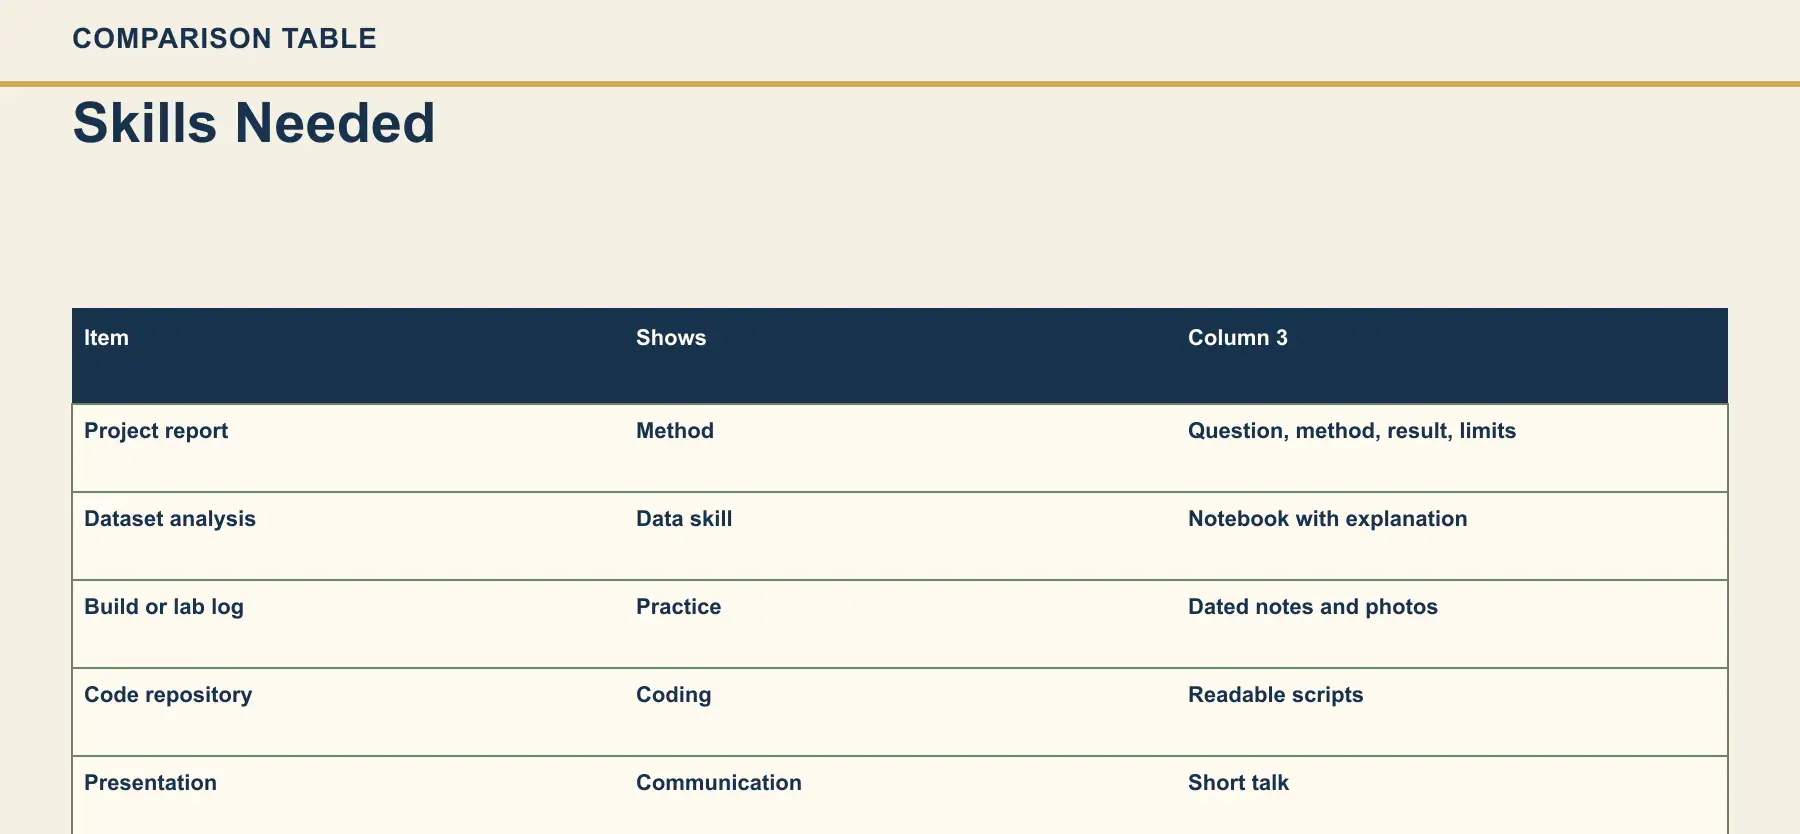 COMPARISON TABLE
Skills Needed
Item Shows Column 3
Project report Method Question, method, result, limits
Dataset analysis Data skill Notebook with explanation
Build or lab log Practice Dated notes and photos
Code repository Coding Readable scripts
Presentation Communication Short talk